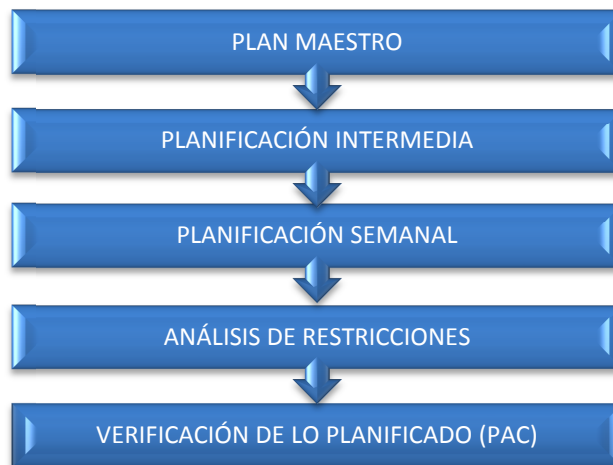 PLAN MAESTRO
PLANIFICACIÓN INTERMEDIA
PLANIFICACIÓN SEMANAL
ANÁLISIS DE RESTRICCIONES
VERIFICACIÓN DE LO PLANIFICADO (PAC)